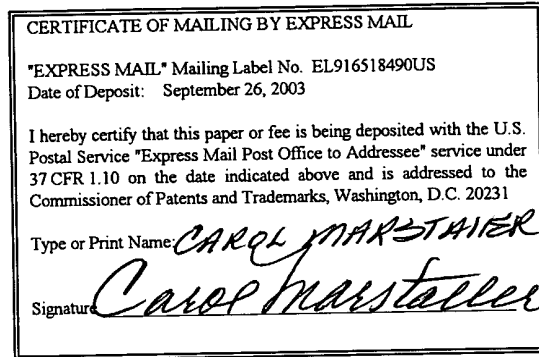 CERTIFICATE OF MAILING BY EXPRESS MAIL
"EXPRESS MAIL" Mailing Label No. EL916518490US
Date of Deposit: September 26, 2003
I hereby certify that this paper or fee is being deposited with the U.S.
Postal Service "Express Mail Post Office to Addressee" service under
37 CFR 1.10 on the date indicated above and is addressed to the
Commissioner of Patents and Trademarks, Washington, D.C. 20231
Type or Print Name: CAROL MARSTALLER
Signature Carol Marstaller